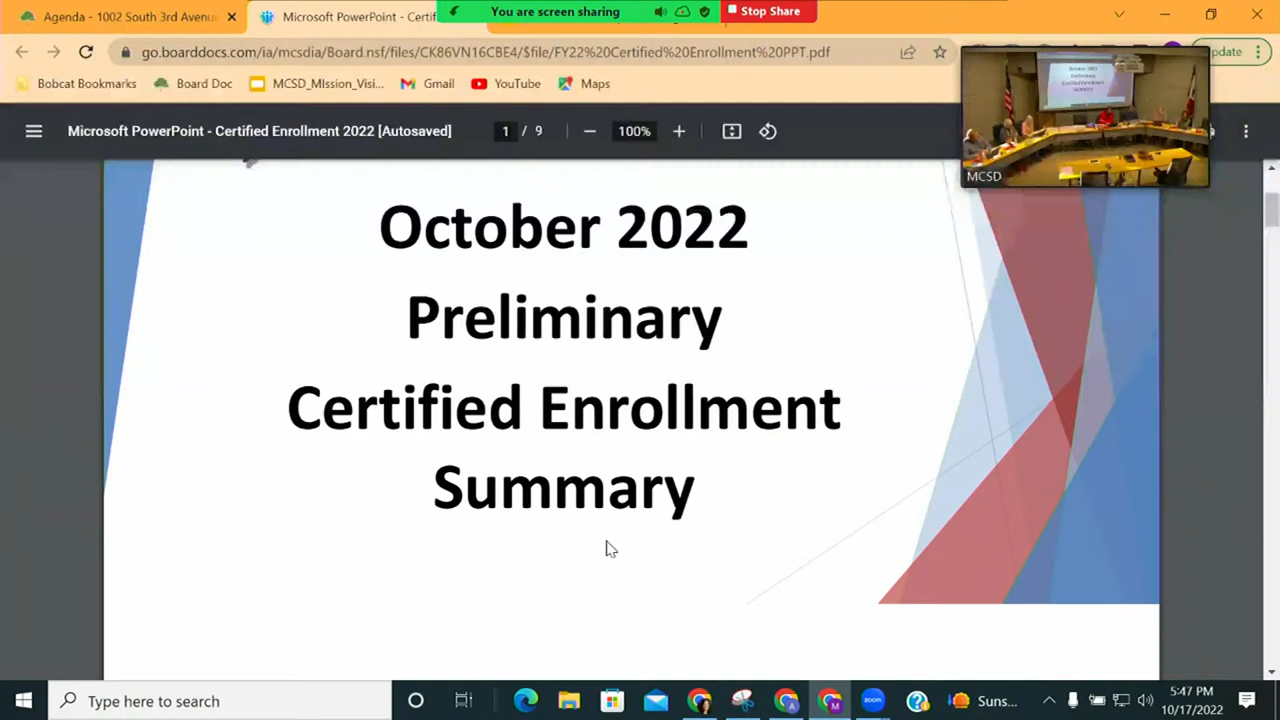 Agenda - 1002 South 3rd Avenu
Microsoft PowerPoint - Certif
You are screen sharing
Stop Share
go.boarddocs.com/ia/mcsdia/Board.nsf/files/CK86VN16CBE4/$file/FY22%20Certified%20Enrollment%20PPT.pdf
Update
Bobcat Bookmarks
Board Doc
MCSD_MIssion_Visi...
Gmail
YouTube
Maps
Microsoft PowerPoint - Certified Enrollment 2022 [Autosaved]
1 / 9
100%
MCSD
October 2022
Preliminary
Certified Enrollment
Summary
Type here to search
zoom
Suns...
5:47 PM
10/17/2022